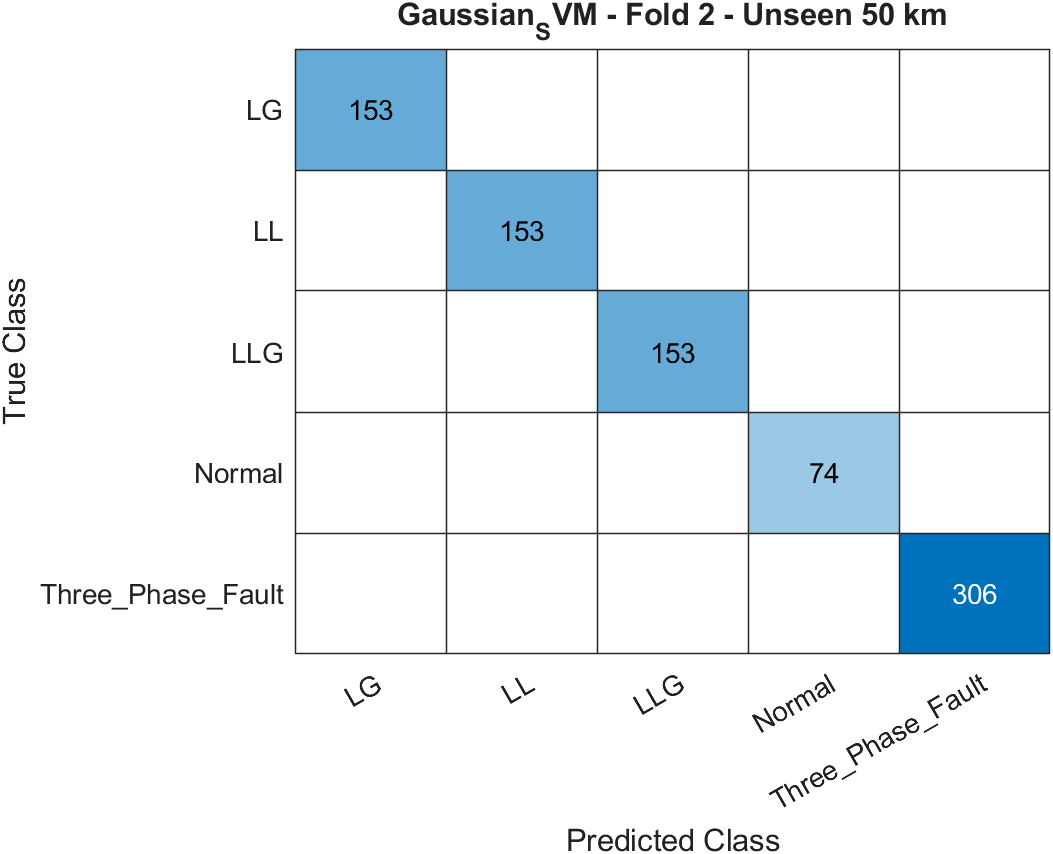 Gaussian_SVM - Fold 2 - Unseen 50 km
True Class
LG
153
LL
153
LLG
153
Normal
74
Three_Phase_Fault
306
LG
LL
LLG
Normal
Three_Phase_Fault
Predicted Class